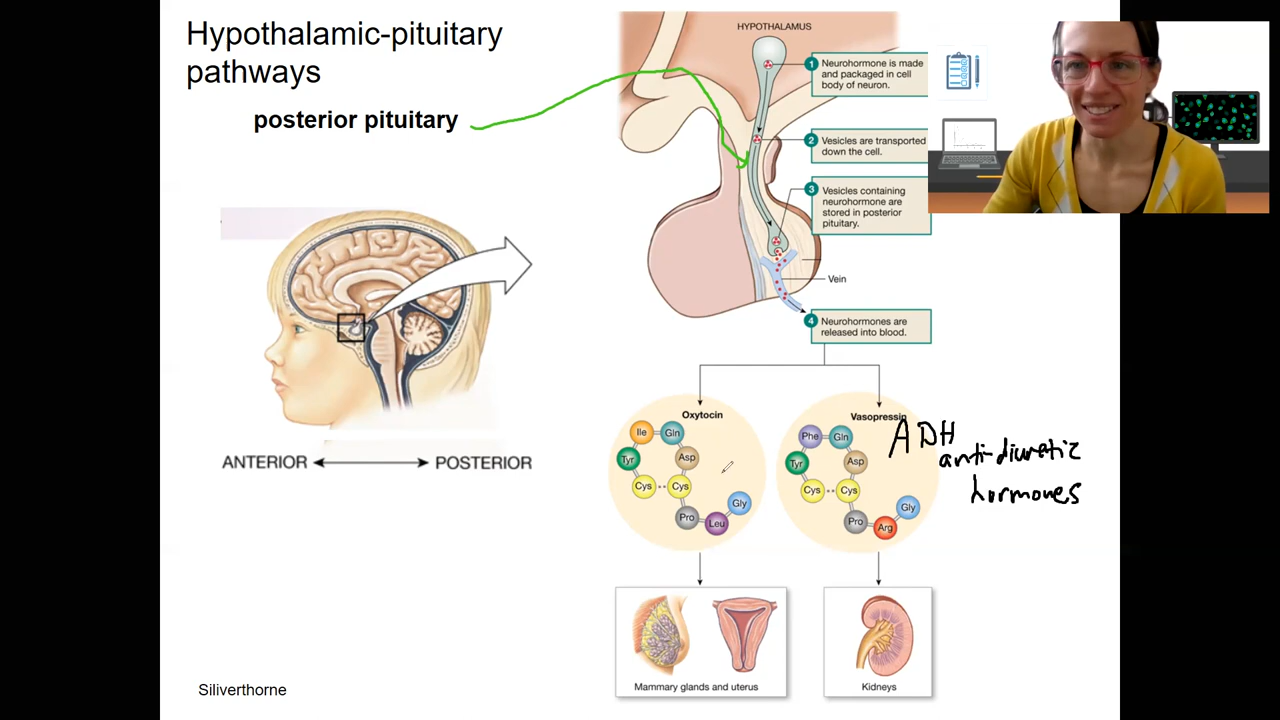 Hypothalamic-pituitary
pathways
posterior pituitary
HYPOTHALAMUS
1
Neurohormone is made
and packaged in cell
body of neuron.
2
Vesicles are transported
down the cell.
3
Vesicles containing
neurohormone are
stored in posterior
pituitary.
Vein
4
Neurohormones are
released into blood.
ANTERIOR
POSTERIOR
Oxytocin
Ile
Gln
Tyr
Asp
Cys
Cys
Pro
Leu
Gly
Vasopressin
Phe
Gln
Tyr
Asp
Cys
Cys
Pro
Arg
Gly
ADH
anti-diuretic
hormones
Mammary glands and uterus
Kidneys
Siliverthorne